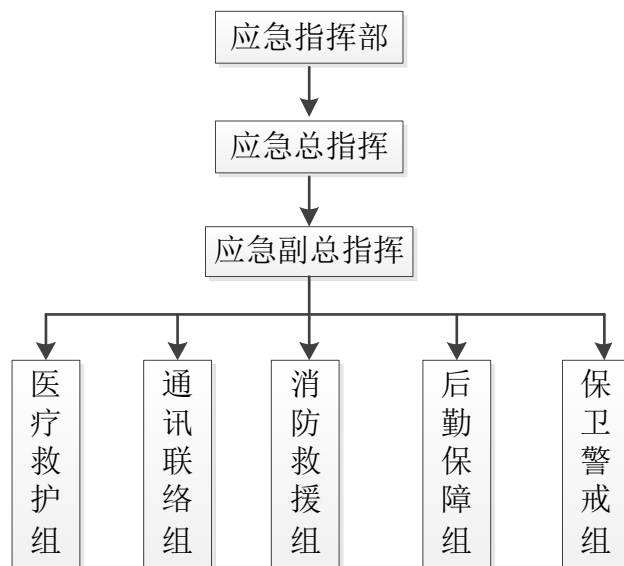 应急指挥部
应急总指挥
应急副总指挥
医疗救护组
通讯联络组
消防救援组
后勤保障组
保卫警戒组